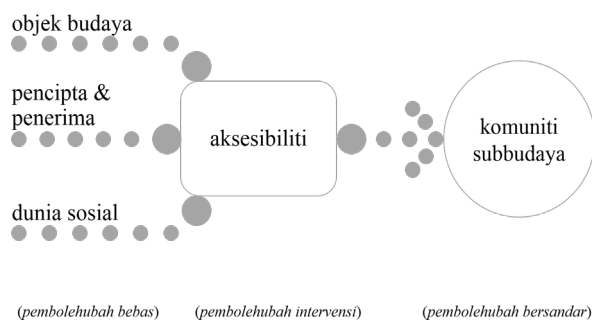 objek budaya
pencipta &
penerima
dunia sosial
aksesibiliti
komuniti
subbudaya
(pembolehubah bebas)
(pembolehubah intervensi)
(pembolehubah bersandar)